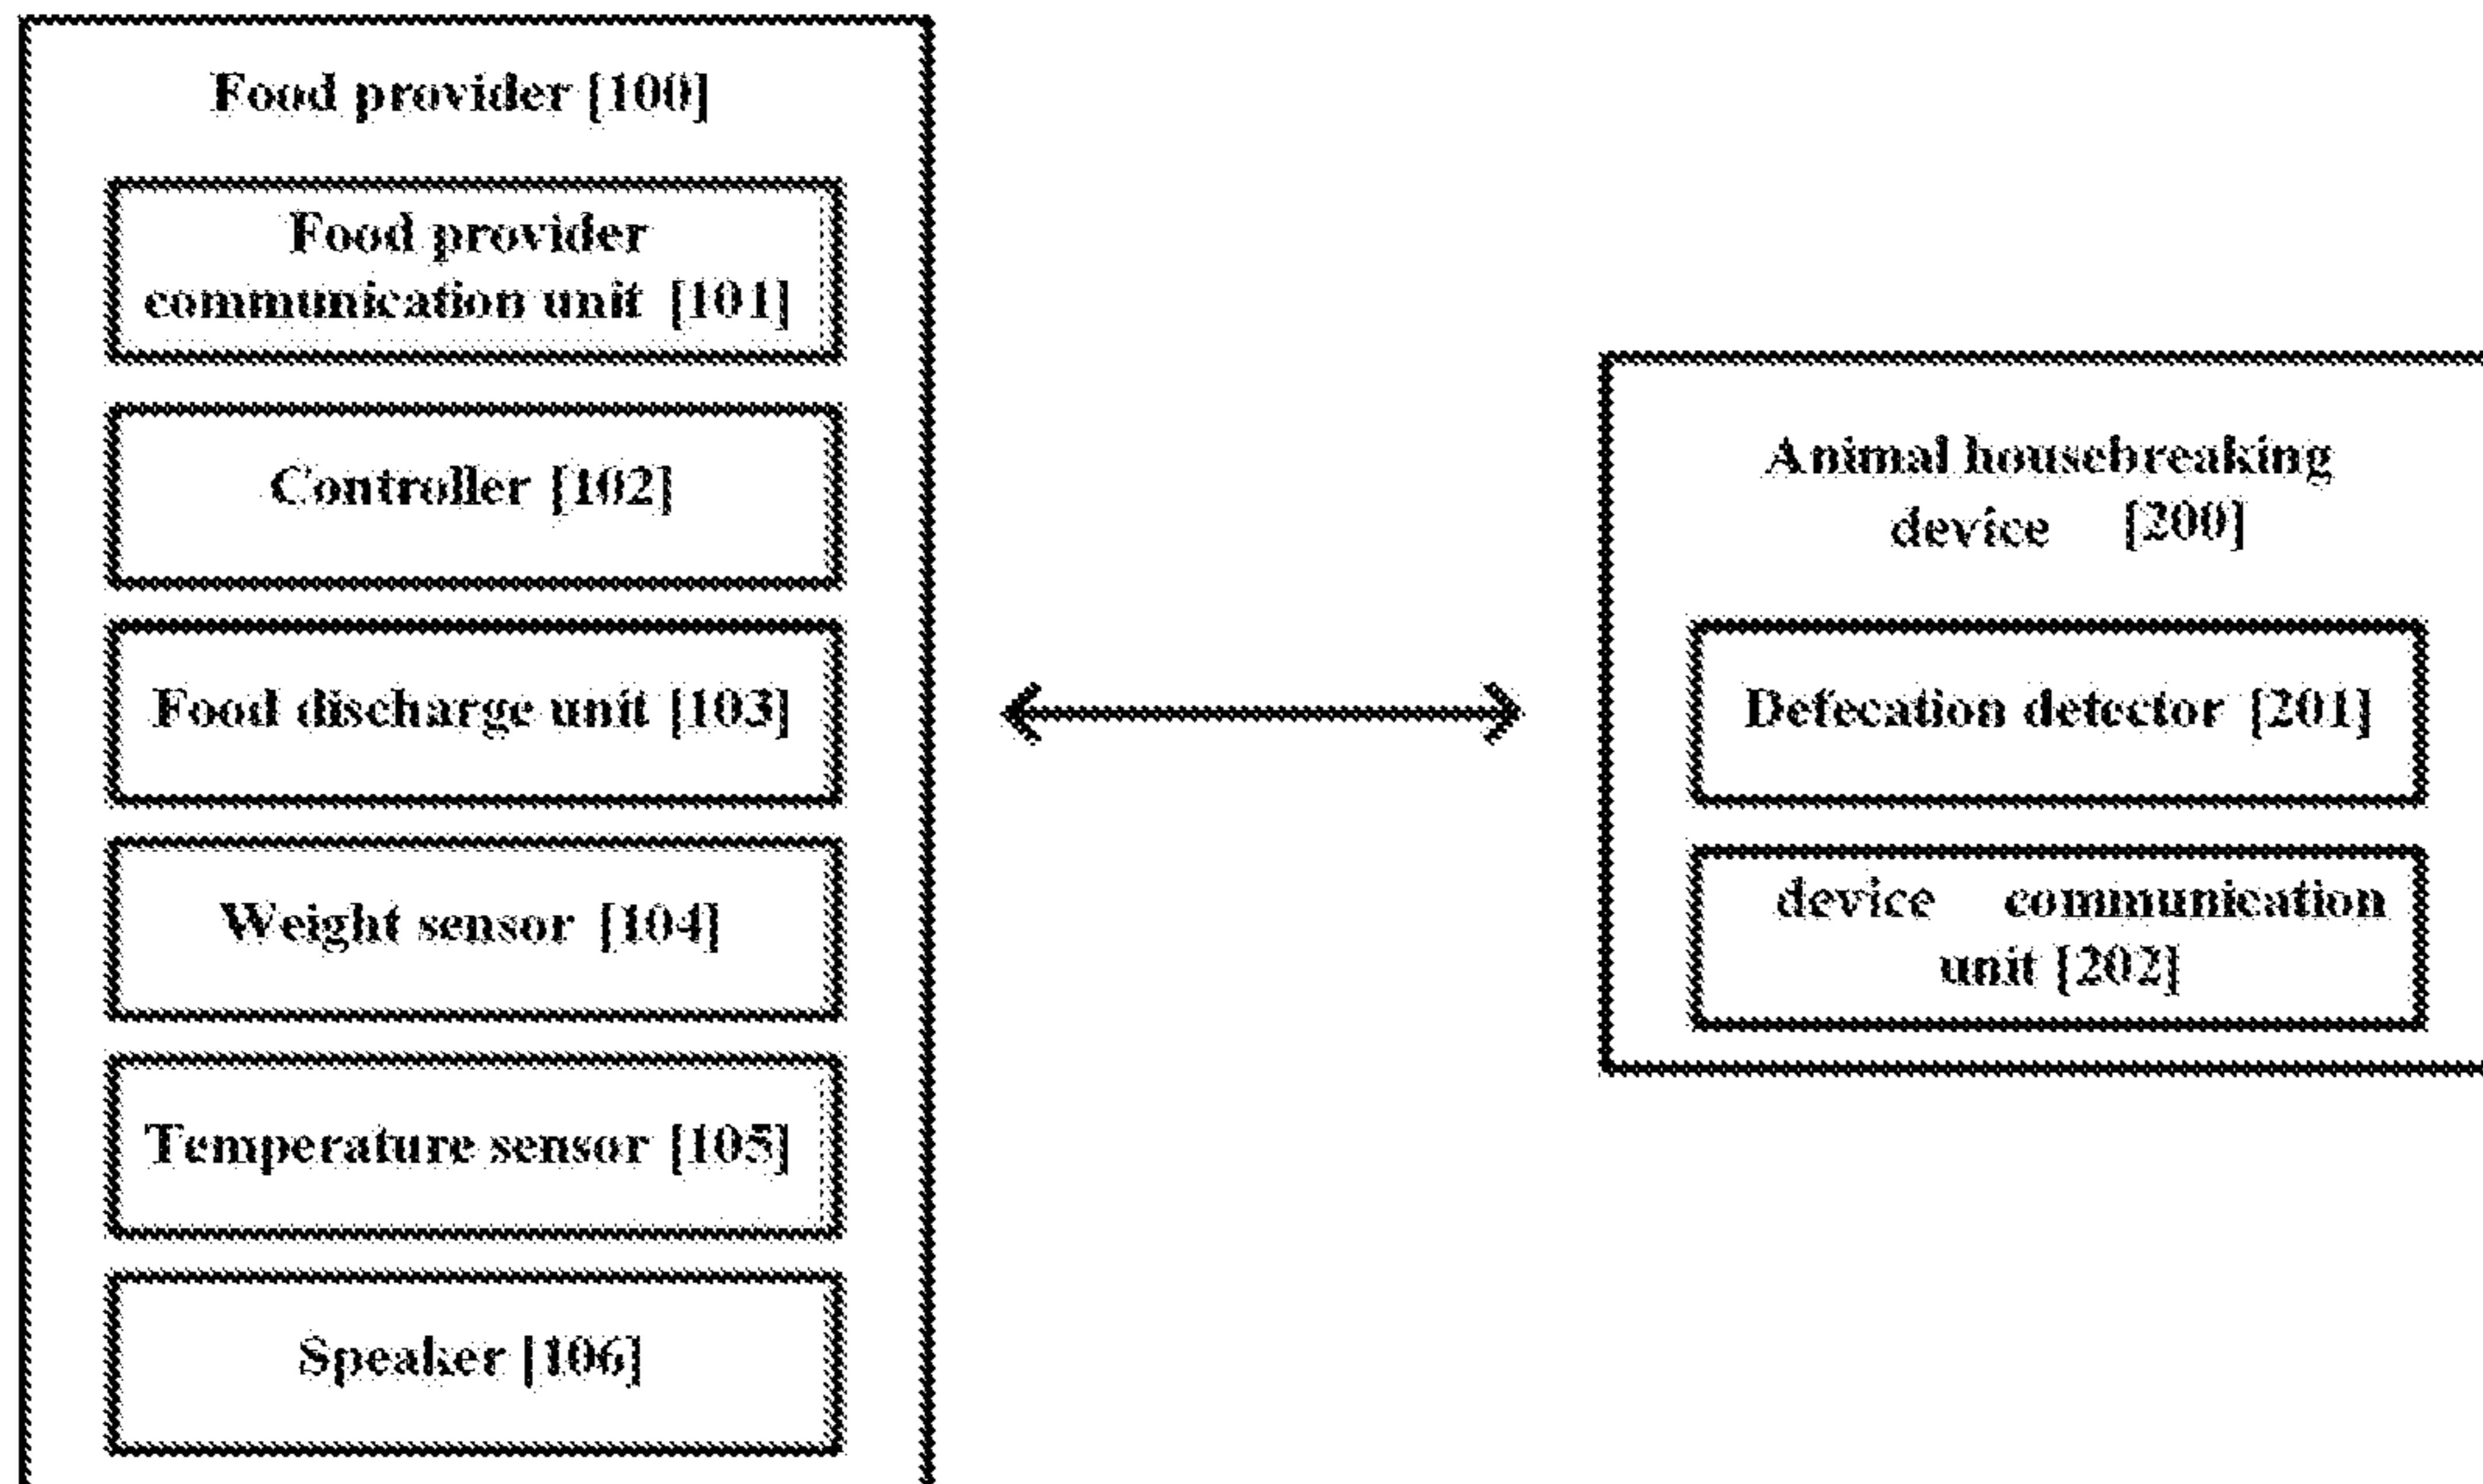 Food provider [100]
Food provider
communication unit [101]
Controller [102]
Food discharge unit [103]
Weight sensor [104]
Temperature sensor [105]
Speaker [106]
Animal housebreaking
device [200]
Defecation detector [201]
device communication
unit [202]